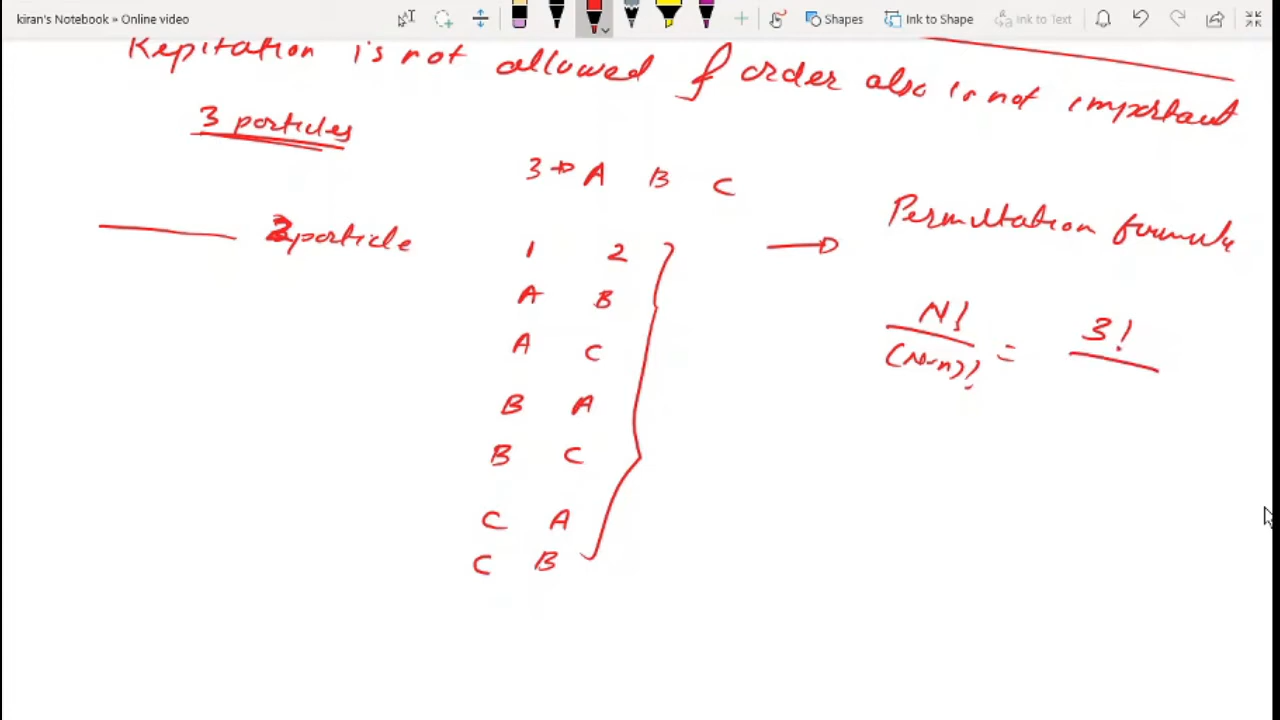 kiran's Notebook » Online video
Shapes Ink to Shape Ink to Text
Repitation is not allowed & order also is not important
3 particles
3 → A B C
2 particle
1 2
A B
A C
B A
B C
C A
C B
→ Permutation formula
N! / (N-n)! = 3!